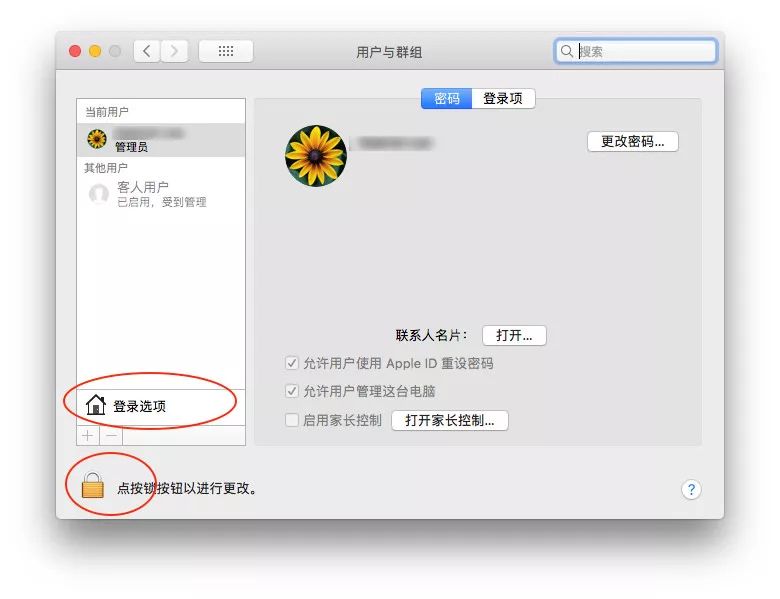 用户与群组
搜索
当前用户
管理员
其他用户
客人用户
已启用，受到管理
登录选项
密码 登录项
更改密码...
联系人名片： 打开...
允许用户使用 Apple ID 重设密码
允许用户管理这台电脑
启用家长控制 打开家长控制...
点按锁按钮以进行更改。
?